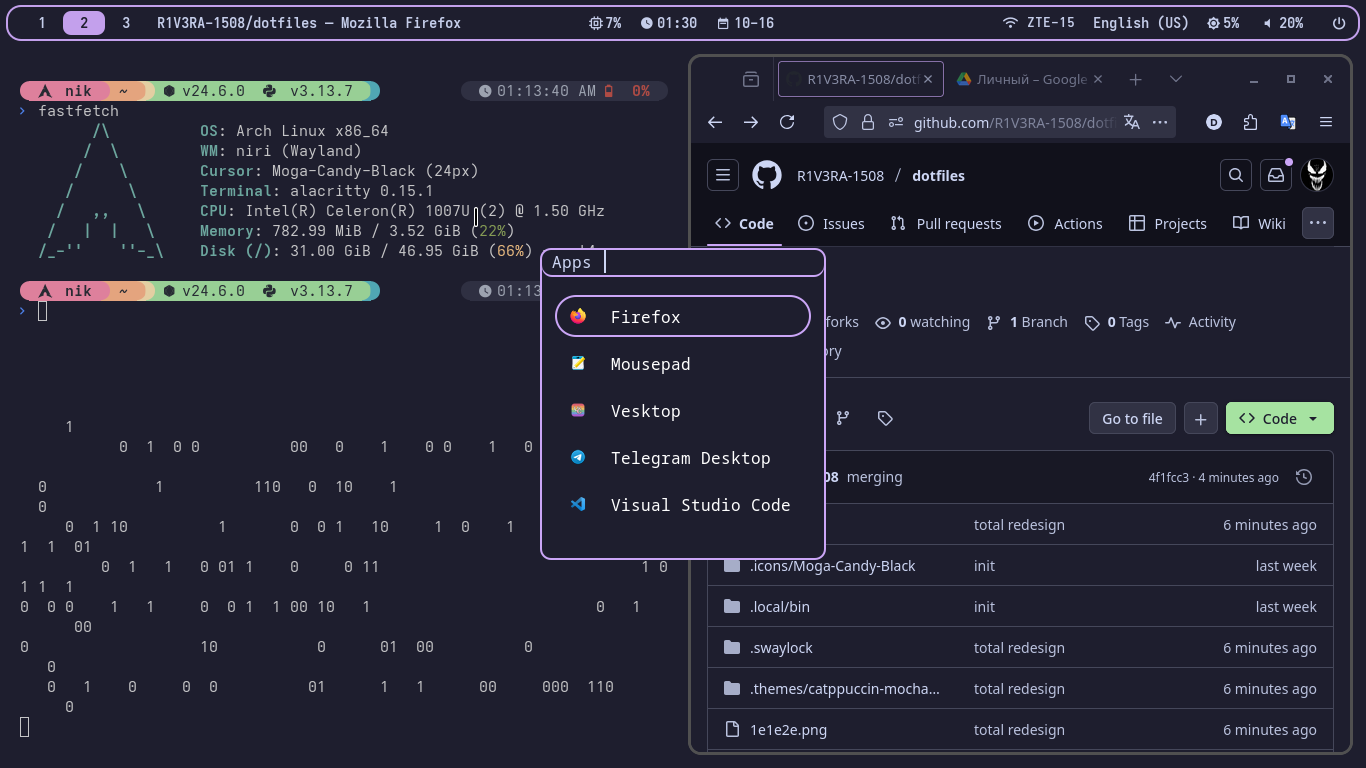 1 2 3 R1V3RA-1508/dotfiles — Mozilla Firefox 7% 01:30 10-16 ZTE-15 English (US) 5% 20%
nik ~ v24.6.0 v3.13.7 01:13:40 AM 0%
› fastfetch
/\ OS: Arch Linux x86_64
/ \ WM: niri (Wayland)
/ \ Cursor: Moga-Candy-Black (24px)
/ \ Terminal: alacritty 0.15.1
/ ,, \ CPU: Intel(R) Celeron(R) 1007U (2) @ 1.50 GHz
/ | | \ Memory: 782.99 MiB / 3.52 GiB (22%)
/_-'' ''-_\ Disk (/): 31.00 GiB / 46.95 GiB (66%)
nik ~ v24.6.0 v3.13.7 01:13
›
1
0 1 0 0 00 0 1 0 0 1 0
0 1 110 0 10 1
0
0 1 10 1 0 0 1 10 1 0 1
1 1 01
0 1 1 0 01 1 0 0 11 1 0
1 1 1
0 0 0 1 1 0 0 1 1 00 10 1 0 1
00
0 10 0 01 00 0
0
0 1 0 0 0 01 1 1 00 000 110
0
Apps
Firefox
Mousepad
Vesktop
Telegram Desktop
Visual Studio Code
R1V3RA-1508/dotf Личный – Google
github.com/R1V3RA-1508/dotf D
R1V3RA-1508 / dotfiles
Code Issues Pull requests Actions Projects Wiki
forks 0 watching 1 Branch 0 Tags Activity
ory
Go to file + Code
08 merging 4f1fcc3 · 4 minutes ago
total redesign 6 minutes ago
.icons/Moga-Candy-Black init last week
.local/bin init last week
.swaylock total redesign 6 minutes ago
.themes/catppuccin-mocha... total redesign 6 minutes ago
1e1e2e.png total redesign 6 minutes ago